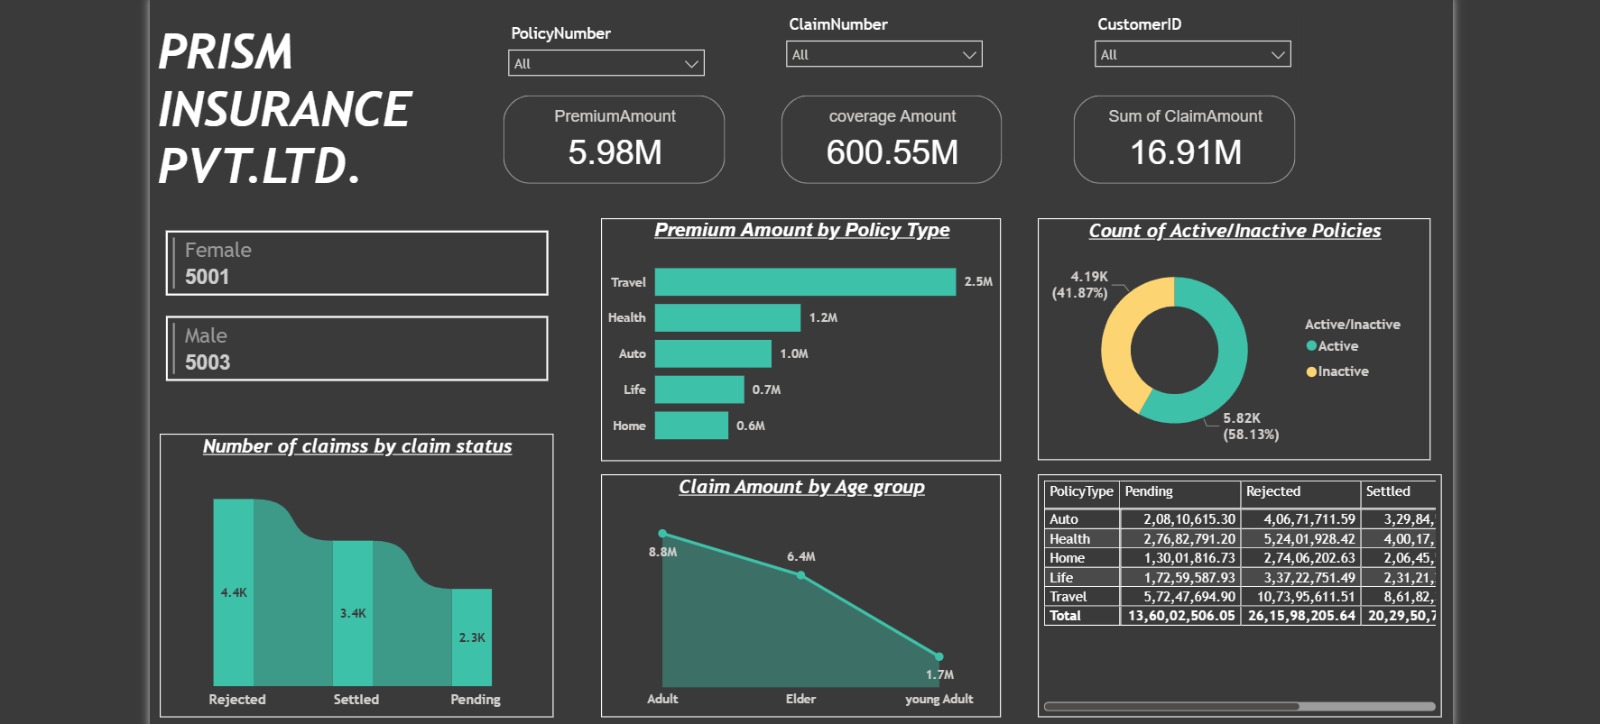 PRISM
INSURANCE
PVT.LTD.
PolicyNumber
All
ClaimNumber
All
CustomerID
All
PremiumAmount
5.98M
coverage Amount
600.55M
Sum of ClaimAmount
16.91M
Female
5001
Male
5003
Premium Amount by Policy Type
Travel 2.5M
Health 1.2M
Auto 1.0M
Life 0.7M
Home 0.6M
Count of Active/Inactive Policies
4.19K
(41.87%)
5.82K
(58.13%)
Active/Inactive
Active
Inactive
Number of claimss by claim status
4.4K
3.4K
2.3K
Rejected Settled Pending
Claim Amount by Age group
8.8M
6.4M
1.7M
Adult Elder young Adult
PolicyType Pending Rejected Settled
Auto 2,08,10,615.30 4,06,71,711.59 3,29,84,
Health 2,76,82,791.20 5,24,01,928.42 4,00,17,
Home 1,30,01,816.73 2,74,06,202.63 2,06,45,
Life 1,72,59,587.93 3,37,22,751.49 2,31,21,
Travel 5,72,47,694.90 10,73,95,611.51 8,61,82,
Total 13,60,02,506.05 26,15,98,205.64 20,29,50,7